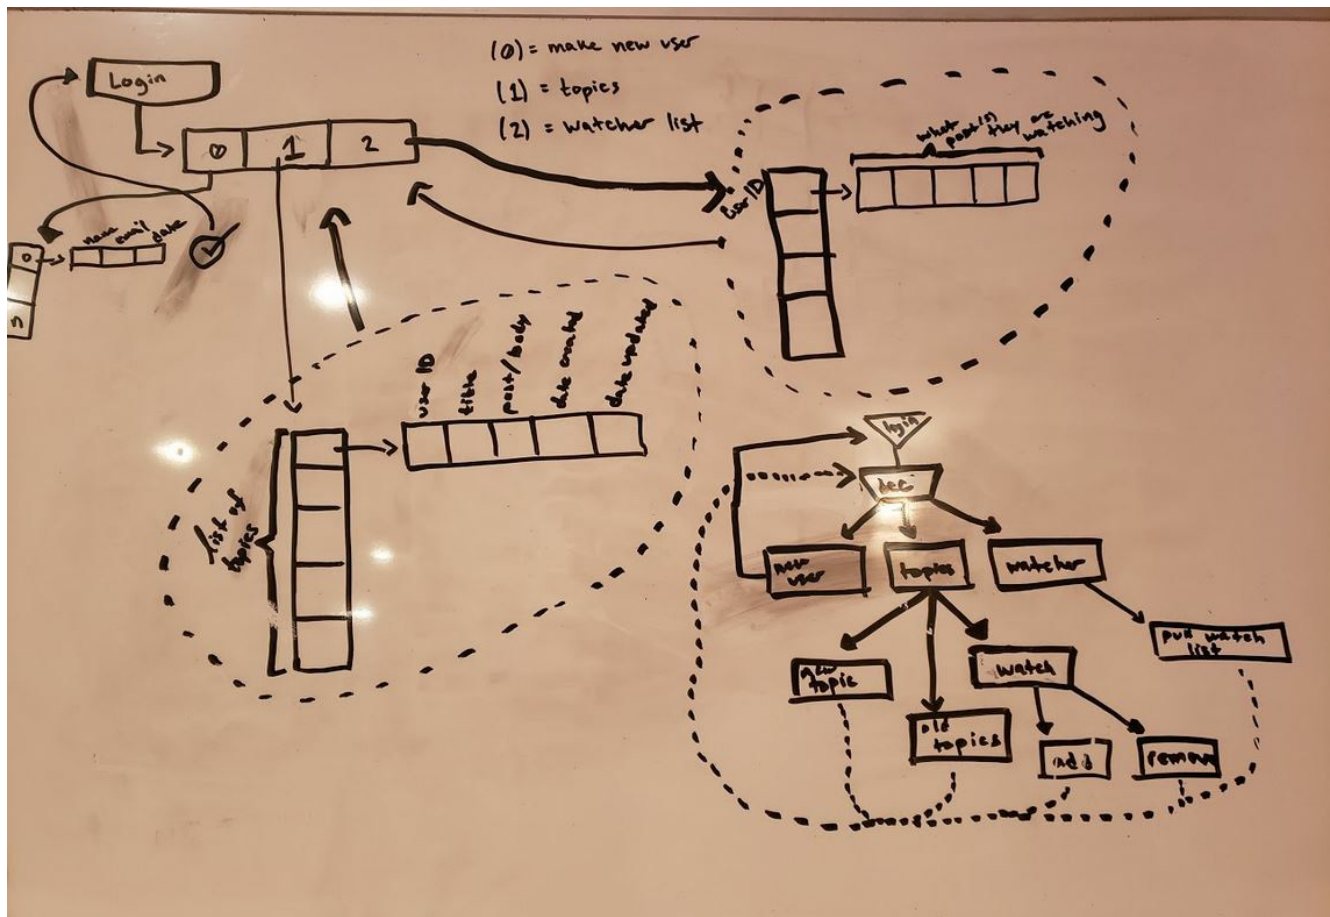 (0) = make new user
(1) = topics
(2) = watcher list
Login
0 1 2
name email date
0
n
User ID
what post(s) they are watching
user ID
title
post/body
date created
date updated
list of topics
login
new user
topics
watcher
pull watch list
new topic
watch
old topics
add
remove